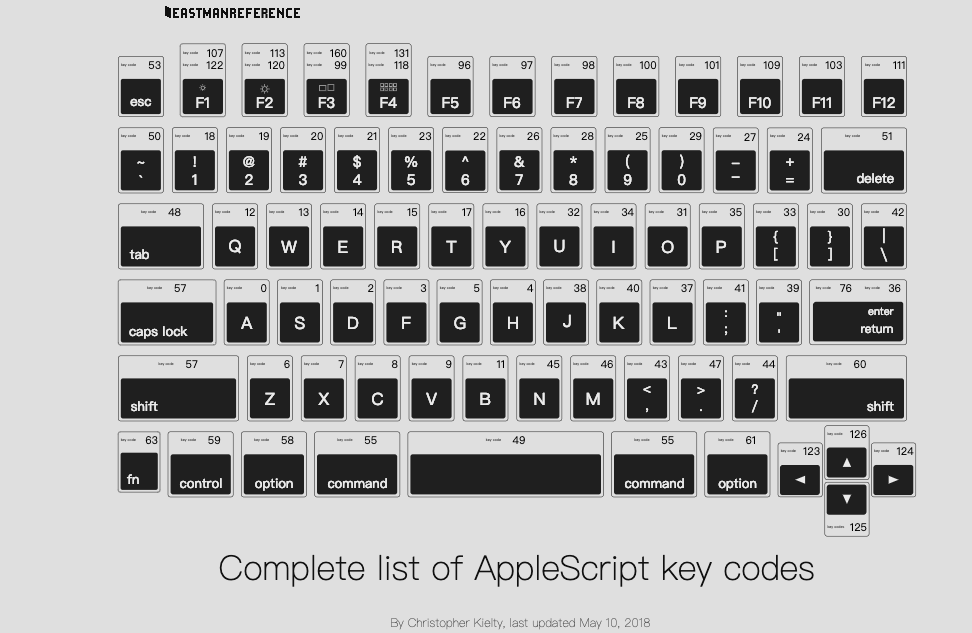 EASTMANREFERENCE
key code 107 key code 113 key code 160 key code 131
key code 53 key code 122 key code 120 key code 99 key code 118 key code 96 key code 97 key code 98 key code 100 key code 101 key code 109 key code 103 key code 111
esc F1 F2 F3 F4 F5 F6 F7 F8 F9 F10 F11 F12
key code 50 key code 18 key code 19 key code 20 key code 21 key code 23 key code 22 key code 26 key code 28 key code 25 key code 29 key code 27 key code 24 key code 51
~ ! @ # $ % ^ & * ( ) – +
` 1 2 3 4 5 6 7 8 9 0 – = delete
key code 48 key code 12 key code 13 key code 14 key code 15 key code 17 key code 16 key code 32 key code 34 key code 31 key code 35 key code 33 key code 30 key code 42
{ } |
tab Q W E R T Y U I O P [ ] \
key code 57 key code 0 key code 1 key code 2 key code 3 key code 5 key code 4 key code 38 key code 40 key code 37 key code 41 key code 39 key code 76 key code 36
: " enter
caps lock A S D F G H J K L ; ' return
key code 57 key code 6 key code 7 key code 8 key code 9 key code 11 key code 45 key code 46 key code 43 key code 47 key code 44 key code 60
< > ?
shift Z X C V B N M , . / shift
key code 63 key code 59 key code 58 key code 55 key code 49 key code 55 key code 61 key code 123 key code 126 key code 124
fn control option command command option ◄ ▲ ►
▼
key code 125
Complete list of AppleScript key codes
By Christopher Kielty, last updated May 10, 2018